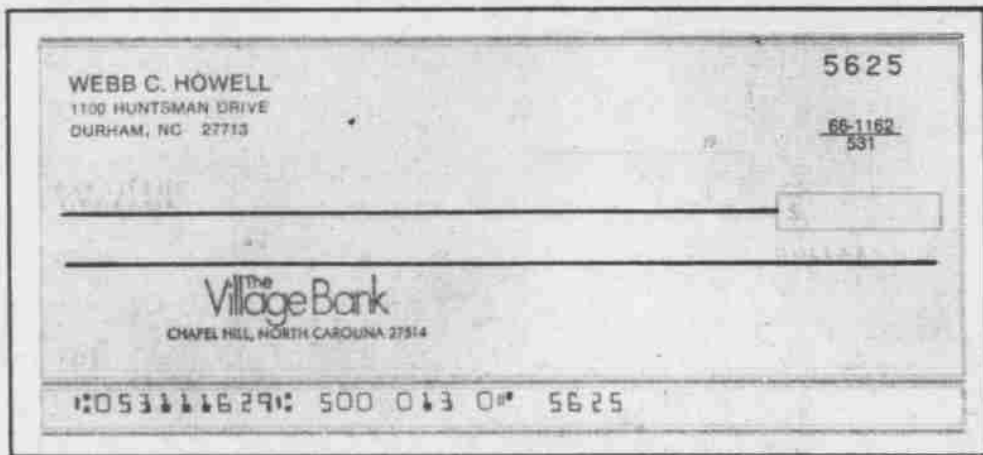 WEBB C. HOWELL
1100 HUNTSMAN DRIVE
DURHAM, NC 27713
5625
66-1162
531
The
Village Bank
CHAPEL HILL, NORTH CAROLINA 27514
⑆053111629⑆ 500 013 0⑈ 5625